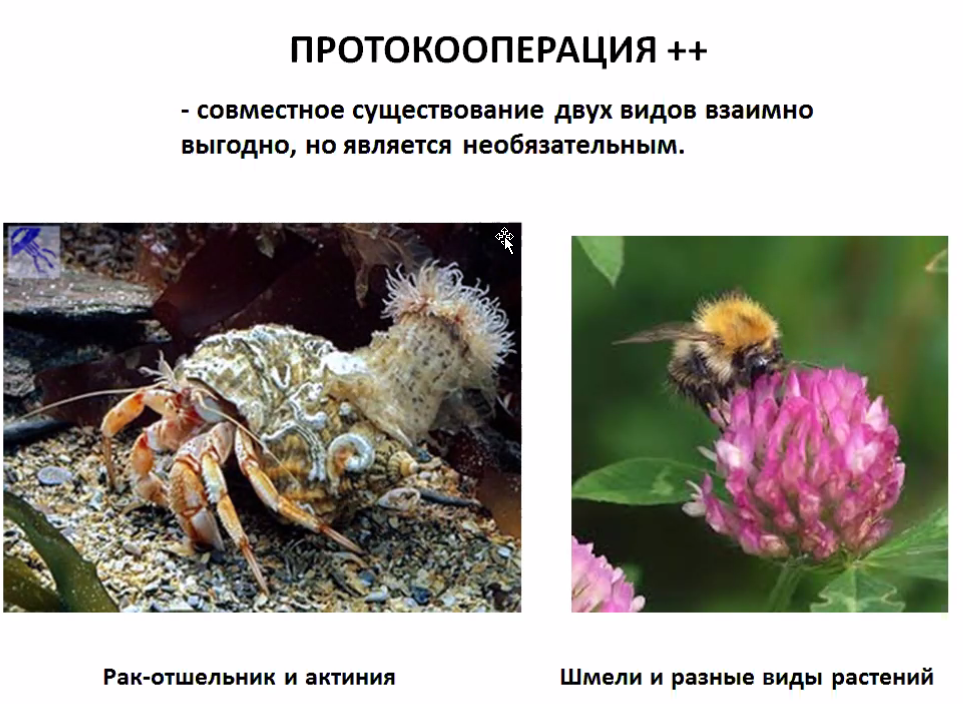 ПРОТОКООПЕРАЦИЯ ++
- совместное существование двух видов взаимно
выгодно, но является необязательным.
Рак-отшельник и актиния
Шмели и разные виды растений